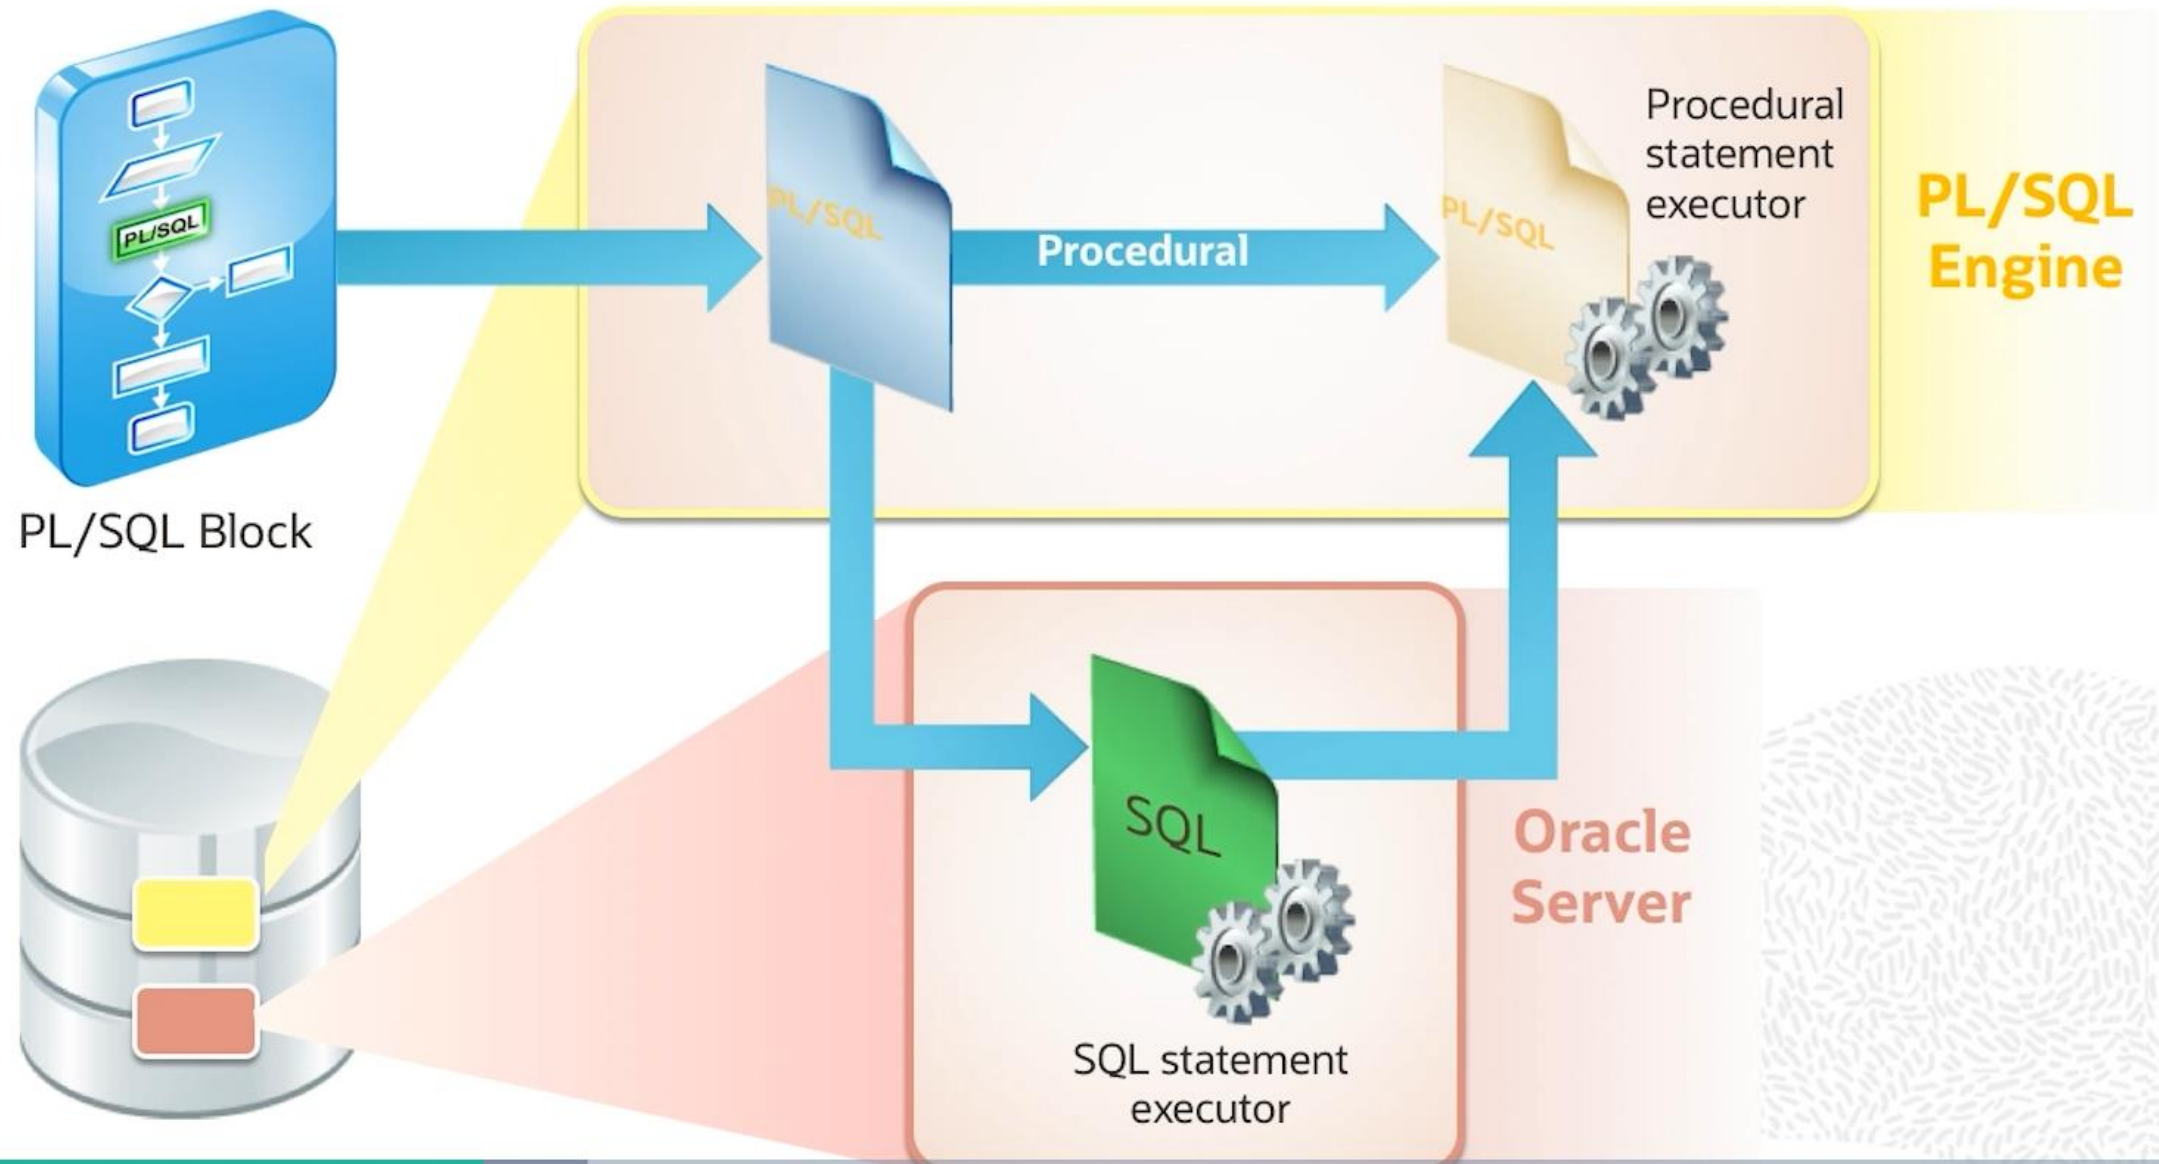 PL/SQL
PL/SQL Block
PL/SQL
Procedural
PL/SQL
Procedural
statement
executor
PL/SQL
Engine
SQL
SQL statement
executor
Oracle
Server